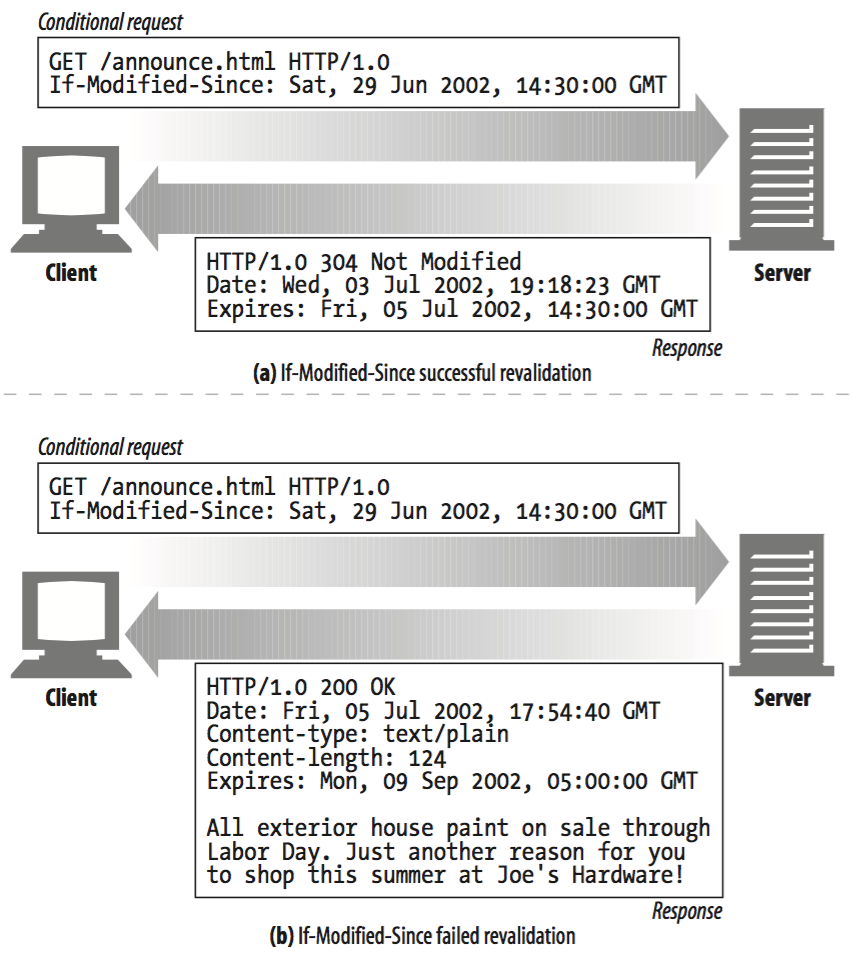 Conditional request
GET /announce.html HTTP/1.0
If-Modified-Since: Sat, 29 Jun 2002, 14:30:00 GMT
Client
Server
HTTP/1.0 304 Not Modified
Date: Wed, 03 Jul 2002, 19:18:23 GMT
Expires: Fri, 05 Jul 2002, 14:30:00 GMT
Response
(a) If-Modified-Since successful revalidation
Conditional request
GET /announce.html HTTP/1.0
If-Modified-Since: Sat, 29 Jun 2002, 14:30:00 GMT
Client
Server
HTTP/1.0 200 OK
Date: Fri, 05 Jul 2002, 17:54:40 GMT
Content-type: text/plain
Content-length: 124
Expires: Mon, 09 Sep 2002, 05:00:00 GMT
All exterior house paint on sale through
Labor Day. Just another reason for you
to shop this summer at Joe's Hardware!
Response
(b) If-Modified-Since failed revalidation